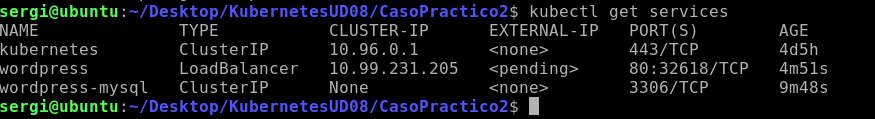 sergi@ubuntu:~/Desktop/KubernetesUD08/CasoPractico2$ kubectl get services
NAME TYPE CLUSTER-IP EXTERNAL-IP PORT(S) AGE
kubernetes ClusterIP 10.96.0.1 <none> 443/TCP 4d5h
wordpress LoadBalancer 10.99.231.205 <pending> 80:32618/TCP 4m51s
wordpress-mysql ClusterIP None <none> 3306/TCP 9m48s
sergi@ubuntu:~/Desktop/KubernetesUD08/CasoPractico2$